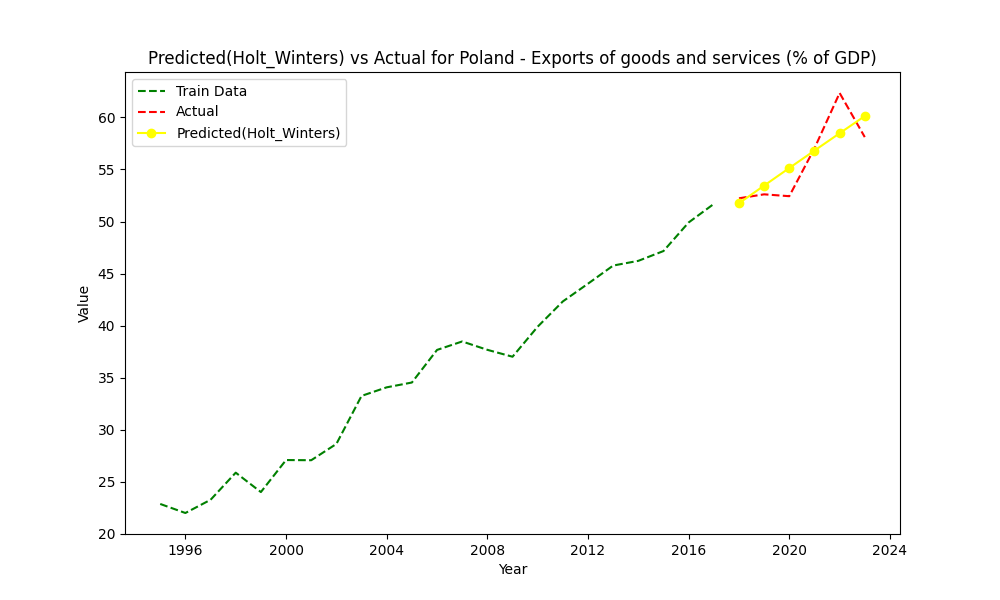 Predicted(Holt_Winters) vs Actual for Poland - Exports of goods and services (% of GDP)
Train Data
Actual
Predicted(Holt_Winters)
60
55
50
45
40
35
30
25
20
Value
1996 2000 2004 2008 2012 2016 2020 2024
Year